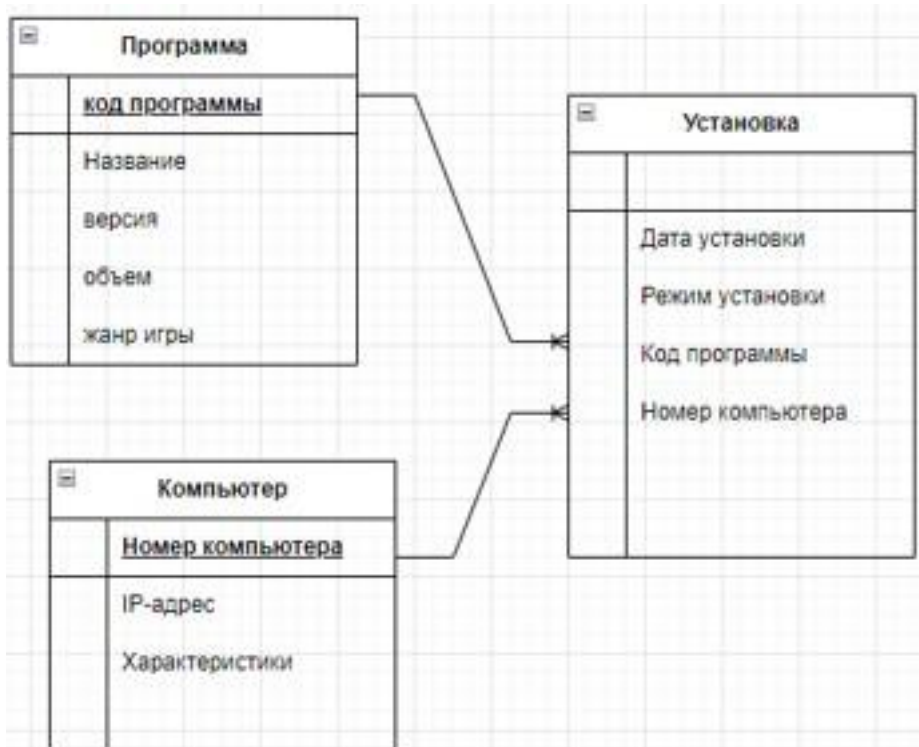 Программа
код программы
Название
версия
объем
жанр игры
Установка
Дата установки
Режим установки
Код программы
Номер компьютера
Компьютер
Номер компьютера
IP-адрес
Характеристики